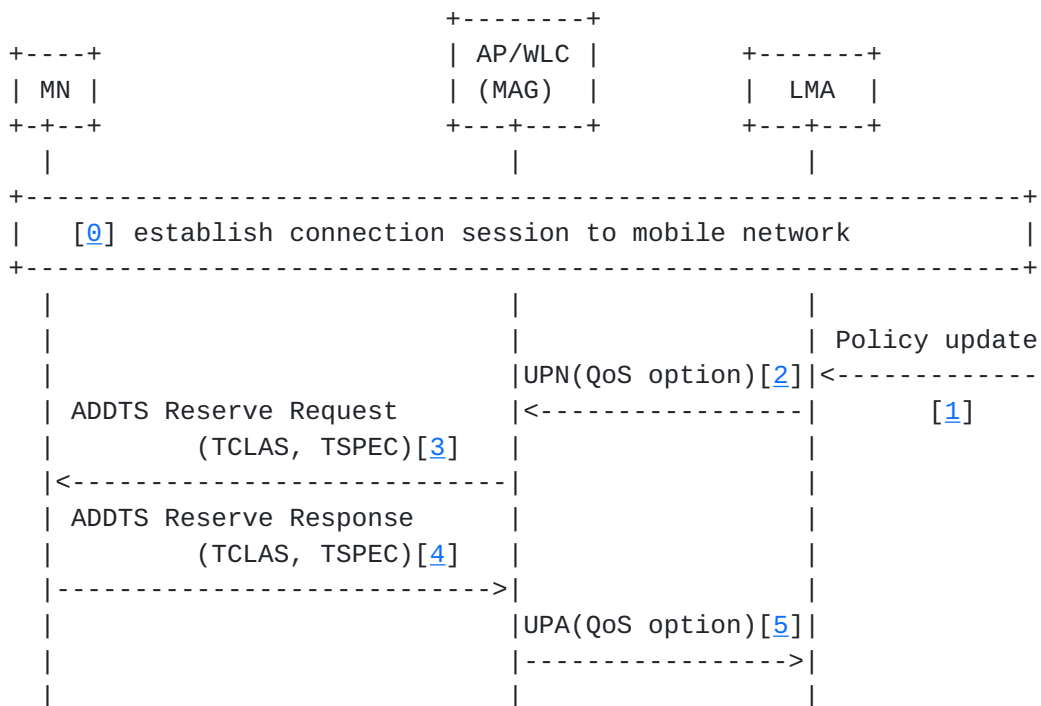 +--------+
+----+                      | AP/WLC |         +-------+
| MN |                      | (MAG)  |         |  LMA  |
+-+--+                      +---+----+         +---+---+
  |                             |                  |
+----------------------------------------------------------------+
|   [0] establish connection session to mobile network           |
+----------------------------------------------------------------+
  |                             |                  |
  |                             |                  | Policy update
  |                             |UPN(QoS option)[2]|<-------------
  | ADDTS Reserve Request       |<-----------------|       [1]
  |         (TCLAS, TSPEC)[3]   |                  |
  |<----------------------------|                  |
  | ADDTS Reserve Response      |                  |
  |         (TCLAS, TSPEC)[4]   |                  |
  |---------------------------->|                  |
  |                             |UPA(QoS option)[5]|
  |                             |----------------->|
  |                             |                  |